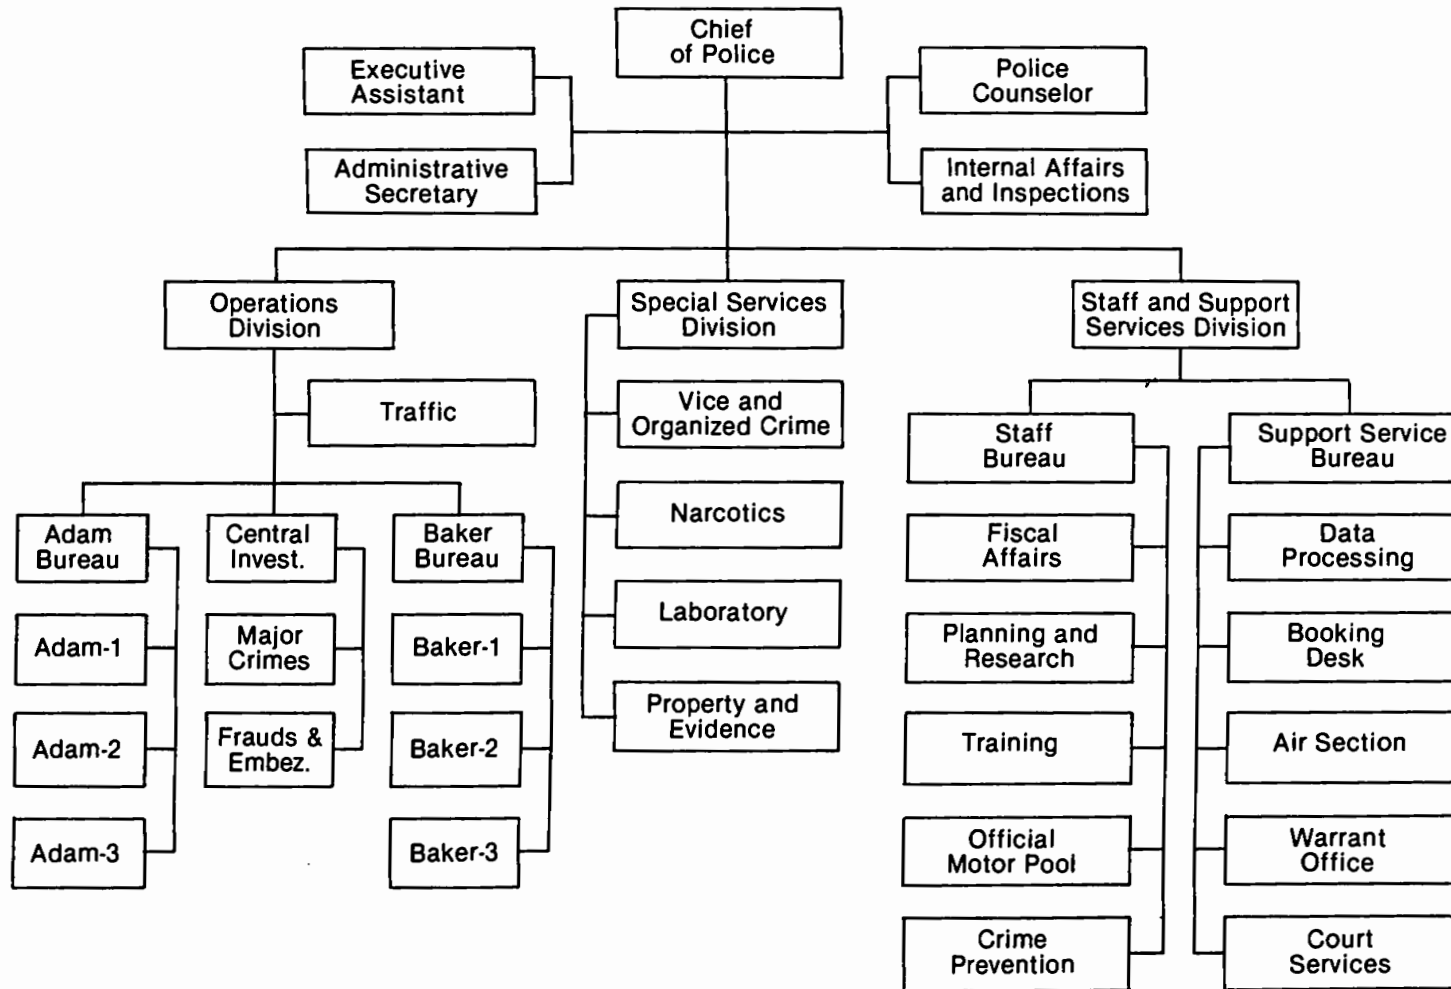 Chief
of Police
Executive
Assistant
Police
Counselor
Administrative
Secretary
Internal Affairs
and Inspections
Operations
Division
Special Services
Division
Staff and Support
Services Division
Traffic
Vice and
Organized Crime
Staff
Bureau
Support Service
Bureau
Adam
Bureau
Central
Invest.
Baker
Bureau
Narcotics
Fiscal
Affairs
Data
Processing
Adam-1
Major
Crimes
Baker-1
Laboratory
Planning and
Research
Booking
Desk
Adam-2
Frauds &
Embez.
Baker-2
Property and
Evidence
Training
Air Section
Adam-3
Baker-3
Official
Motor Pool
Warrant
Office
Crime
Prevention
Court
Services